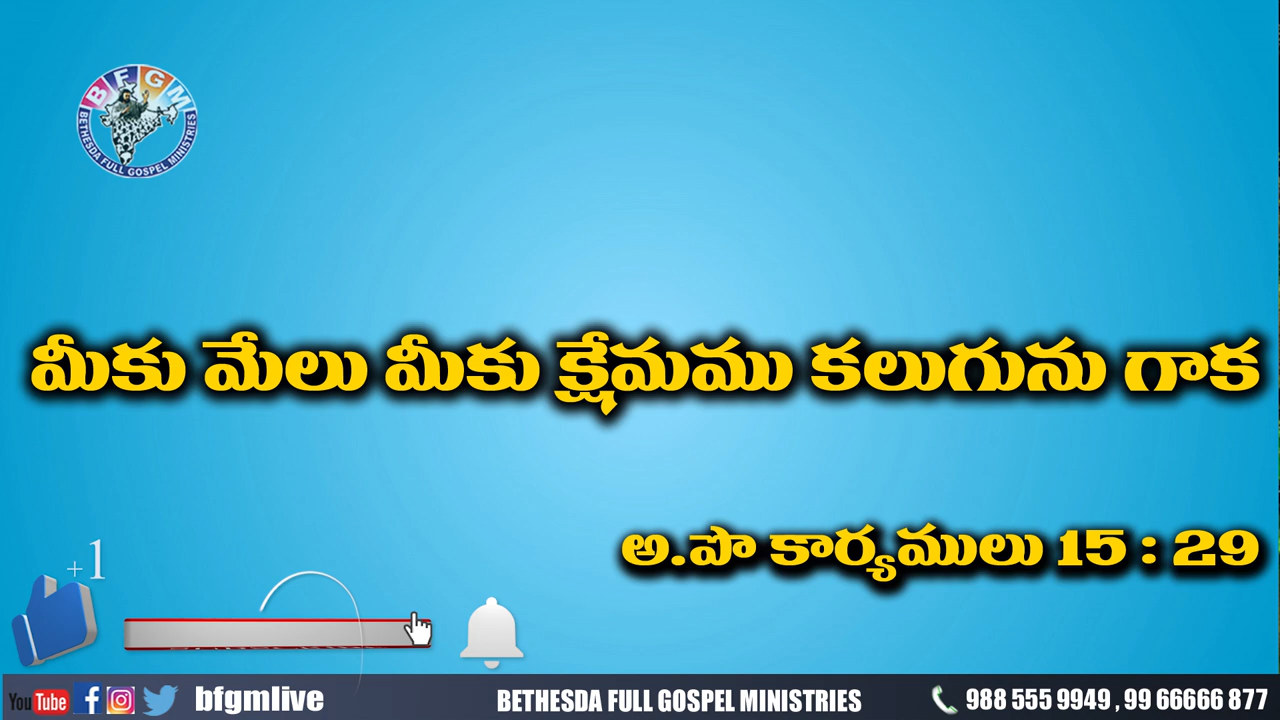 BFGM
BETHESDA FULL GOSPEL MINISTRIES
మీకు మేలు మీకు క్షేమము కలుగును గాక
అ.పొ కార్యములు 15 : 29
+1
YouTube bfgmlive BETHESDA FULL GOSPEL MINISTRIES 988 555 9949 , 99 66666 877